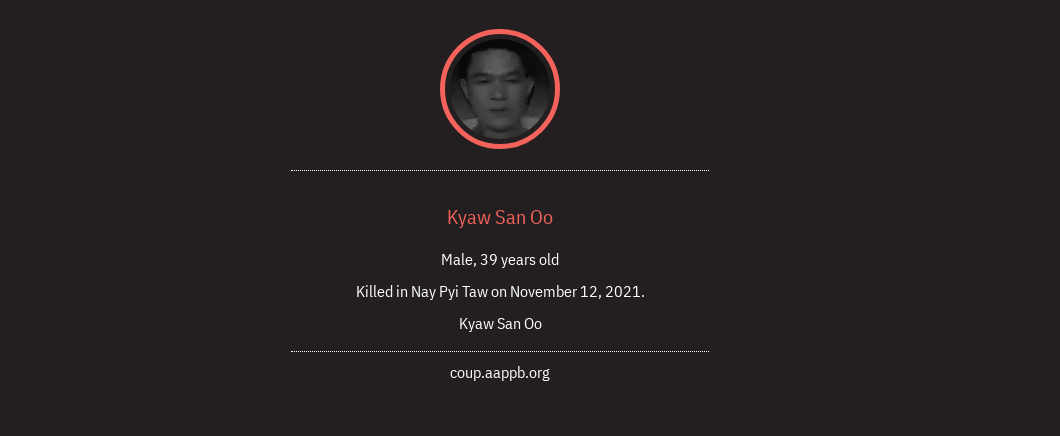 Kyaw San Oo
Male, 39 years old
Killed in Nay Pyi Taw on November 12, 2021.
Kyaw San Oo
coup.aappb.org